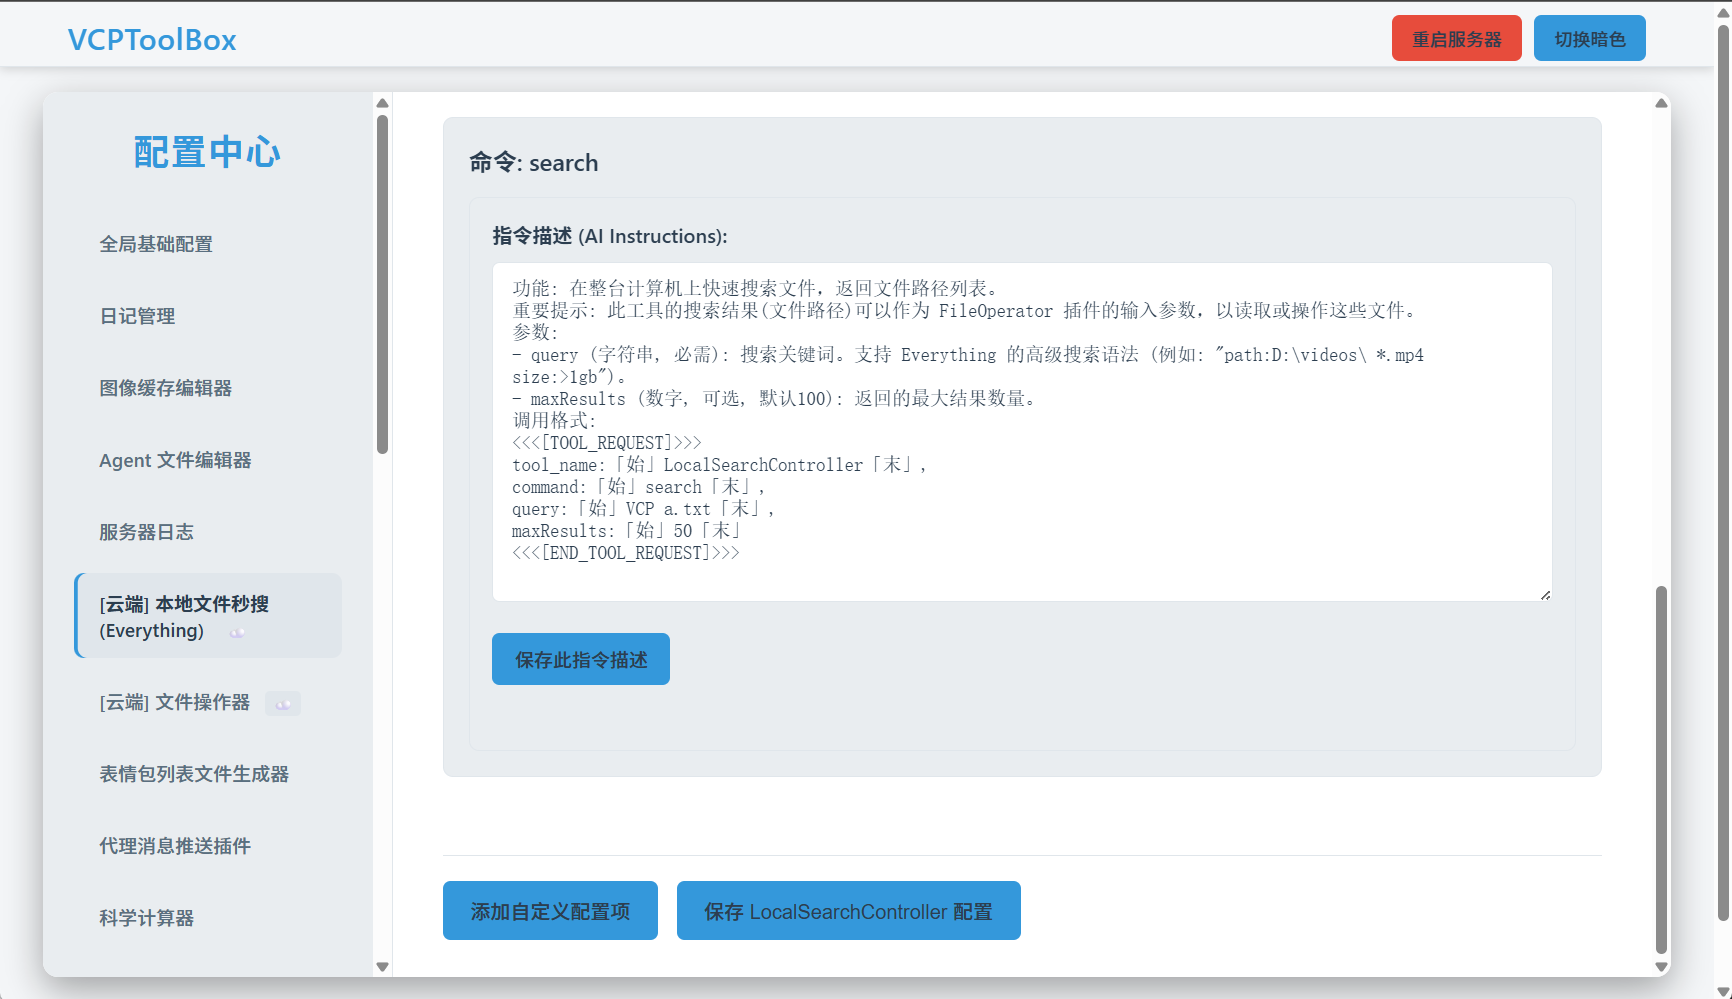 VCPToolBox
重启服务器
切换暗色
配置中心
全局基础配置
日记管理
图像缓存编辑器
Agent 文件编辑器
服务器日志
[云端] 本地文件秒搜
(Everything)
[云端] 文件操作器
表情包列表文件生成器
代理消息推送插件
科学计算器
命令: search
指令描述 (AI Instructions):
功能: 在整台计算机上快速搜索文件，返回文件路径列表。
重要提示: 此工具的搜索结果(文件路径)可以作为 FileOperator 插件的输入参数，以读取或操作这些文件。
参数:
- query (字符串, 必需): 搜索关键词。支持 Everything 的高级搜索语法 (例如: "path:D:\videos\ *.mp4
size:>1gb")。
- maxResults (数字, 可选, 默认100): 返回的最大结果数量。
调用格式:
<<<[TOOL_REQUEST]>>>
tool_name:「始」LocalSearchController「末」,
command:「始」search「末」,
query:「始」VCP a.txt「末」,
maxResults:「始」50「末」
<<<[END_TOOL_REQUEST]>>>
保存此指令描述
添加自定义配置项
保存 LocalSearchController 配置